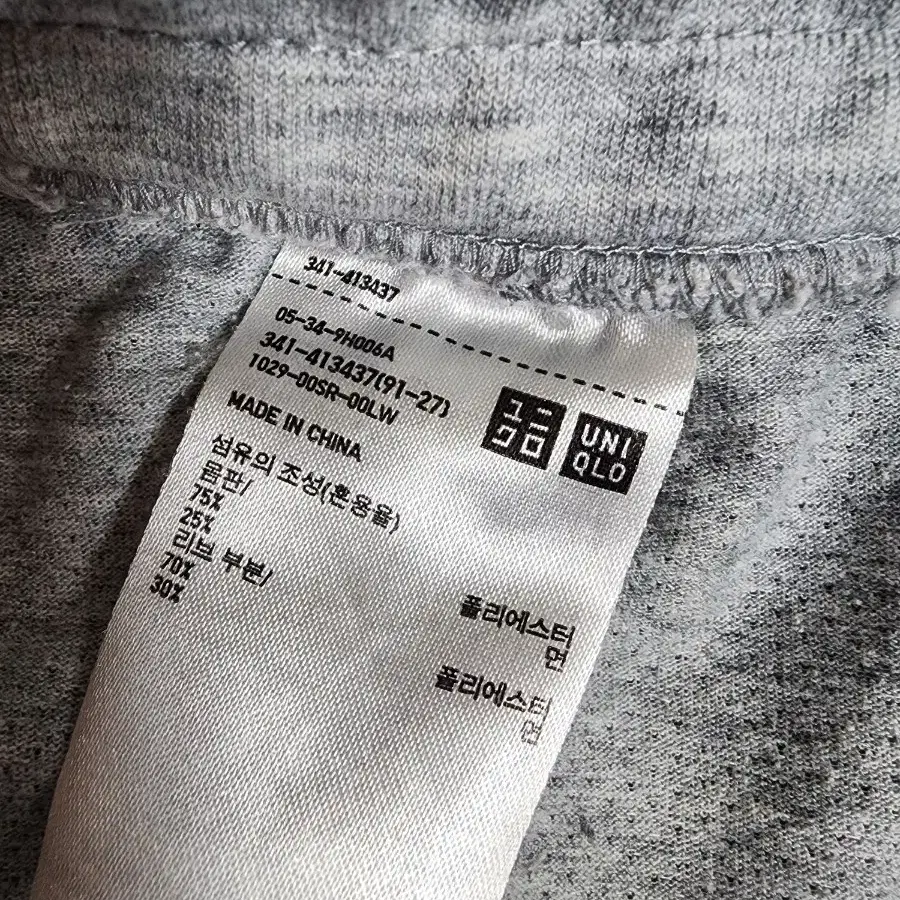 341-413437
05-34-9H006A
341-413437(91-27)
1029-00SR-00LW
MADE IN CHINA
ユニ
クロ
UNI
QLO
섬유의 조성(혼용율)
몸판/
75% 폴리에스터
25% 면
리브 부분/
70% 폴리에스터
30% 면